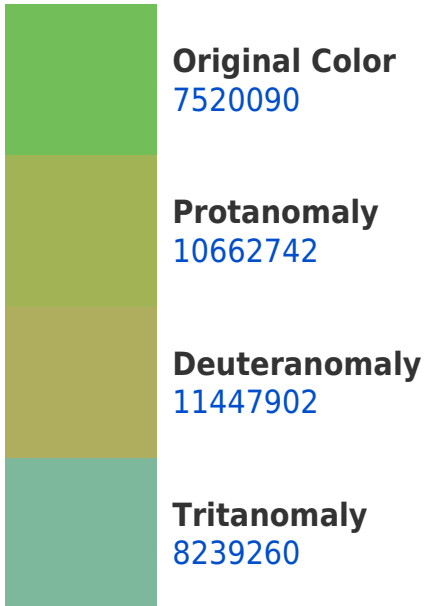 Original Color
7520090
Protanomaly
10662742
Deuteranomaly
11447902
Tritanomaly
8239260